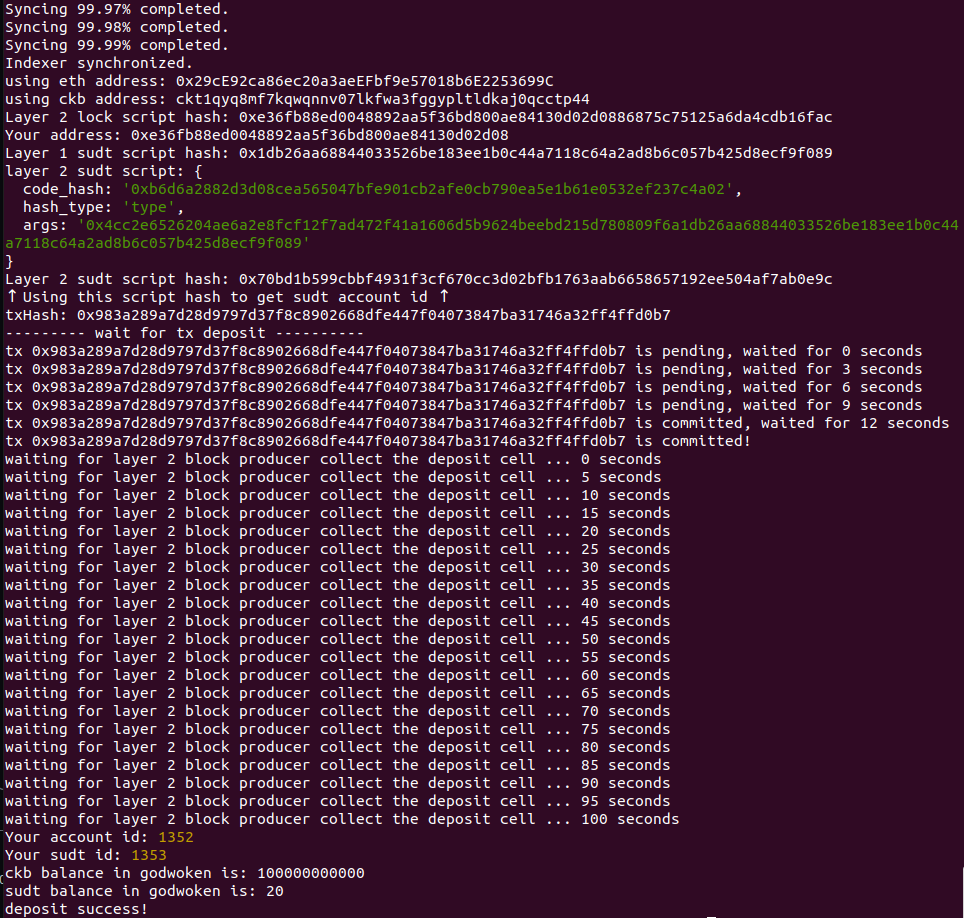 Syncing 99.97% completed.
Syncing 99.98% completed.
Syncing 99.99% completed.
Indexer synchronized.
using eth address: 0x29cE92ca86ec20a3aeEFbf9e57018b6E2253699C
using ckb address: ckt1qyq8mf7kqwqnnv07lkfwa3fggypltldkaj0qcctp44
Layer 2 lock script hash: 0xe36fb88ed0048892aa5f36bd800ae84130d02d0886875c75125a6da4cdb16fac
Your address: 0xe36fb88ed0048892aa5f36bd800ae84130d02d08
Layer 1 sudt script hash: 0x1db26aa68844033526be183ee1b0c44a7118c64a2ad8b6c057b425d8ecf9f089
layer 2 sudt script: {
  code_hash: '0xb6d6a2882d3d08cea565047bfe901cb2afe0cb790ea5e1b61e0532ef237c4a02',
  hash_type: 'type',
  args: '0x4cc2e6526204ae6a2e8fcf12f7ad472f41a1606d5b9624beebd215d780809f6a1db26aa68844033526be183ee1b0c44
a7118c64a2ad8b6c057b425d8ecf9f089'
}
Layer 2 sudt script hash: 0x70bd1b599cbbf4931f3cf670cc3d02bfb1763aab6658657192ee504af7ab0e9c
↑Using this script hash to get sudt account id ↑
txHash: 0x983a289a7d28d9797d37f8c8902668dfe447f04073847ba31746a32ff4ffd0b7
--------- wait for tx deposit ----------
tx 0x983a289a7d28d9797d37f8c8902668dfe447f04073847ba31746a32ff4ffd0b7 is pending, waited for 0 seconds
tx 0x983a289a7d28d9797d37f8c8902668dfe447f04073847ba31746a32ff4ffd0b7 is pending, waited for 3 seconds
tx 0x983a289a7d28d9797d37f8c8902668dfe447f04073847ba31746a32ff4ffd0b7 is pending, waited for 6 seconds
tx 0x983a289a7d28d9797d37f8c8902668dfe447f04073847ba31746a32ff4ffd0b7 is pending, waited for 9 seconds
tx 0x983a289a7d28d9797d37f8c8902668dfe447f04073847ba31746a32ff4ffd0b7 is committed, waited for 12 seconds
tx 0x983a289a7d28d9797d37f8c8902668dfe447f04073847ba31746a32ff4ffd0b7 is committed!
waiting for layer 2 block producer collect the deposit cell ... 0 seconds
waiting for layer 2 block producer collect the deposit cell ... 5 seconds
waiting for layer 2 block producer collect the deposit cell ... 10 seconds
waiting for layer 2 block producer collect the deposit cell ... 15 seconds
waiting for layer 2 block producer collect the deposit cell ... 20 seconds
waiting for layer 2 block producer collect the deposit cell ... 25 seconds
waiting for layer 2 block producer collect the deposit cell ... 30 seconds
waiting for layer 2 block producer collect the deposit cell ... 35 seconds
waiting for layer 2 block producer collect the deposit cell ... 40 seconds
waiting for layer 2 block producer collect the deposit cell ... 45 seconds
waiting for layer 2 block producer collect the deposit cell ... 50 seconds
waiting for layer 2 block producer collect the deposit cell ... 55 seconds
waiting for layer 2 block producer collect the deposit cell ... 60 seconds
waiting for layer 2 block producer collect the deposit cell ... 65 seconds
waiting for layer 2 block producer collect the deposit cell ... 70 seconds
waiting for layer 2 block producer collect the deposit cell ... 75 seconds
waiting for layer 2 block producer collect the deposit cell ... 80 seconds
waiting for layer 2 block producer collect the deposit cell ... 85 seconds
waiting for layer 2 block producer collect the deposit cell ... 90 seconds
waiting for layer 2 block producer collect the deposit cell ... 95 seconds
waiting for layer 2 block producer collect the deposit cell ... 100 seconds
Your account id: 1352
Your sudt id: 1353
ckb balance in godwoken is: 100000000000
sudt balance in godwoken is: 20
deposit success!